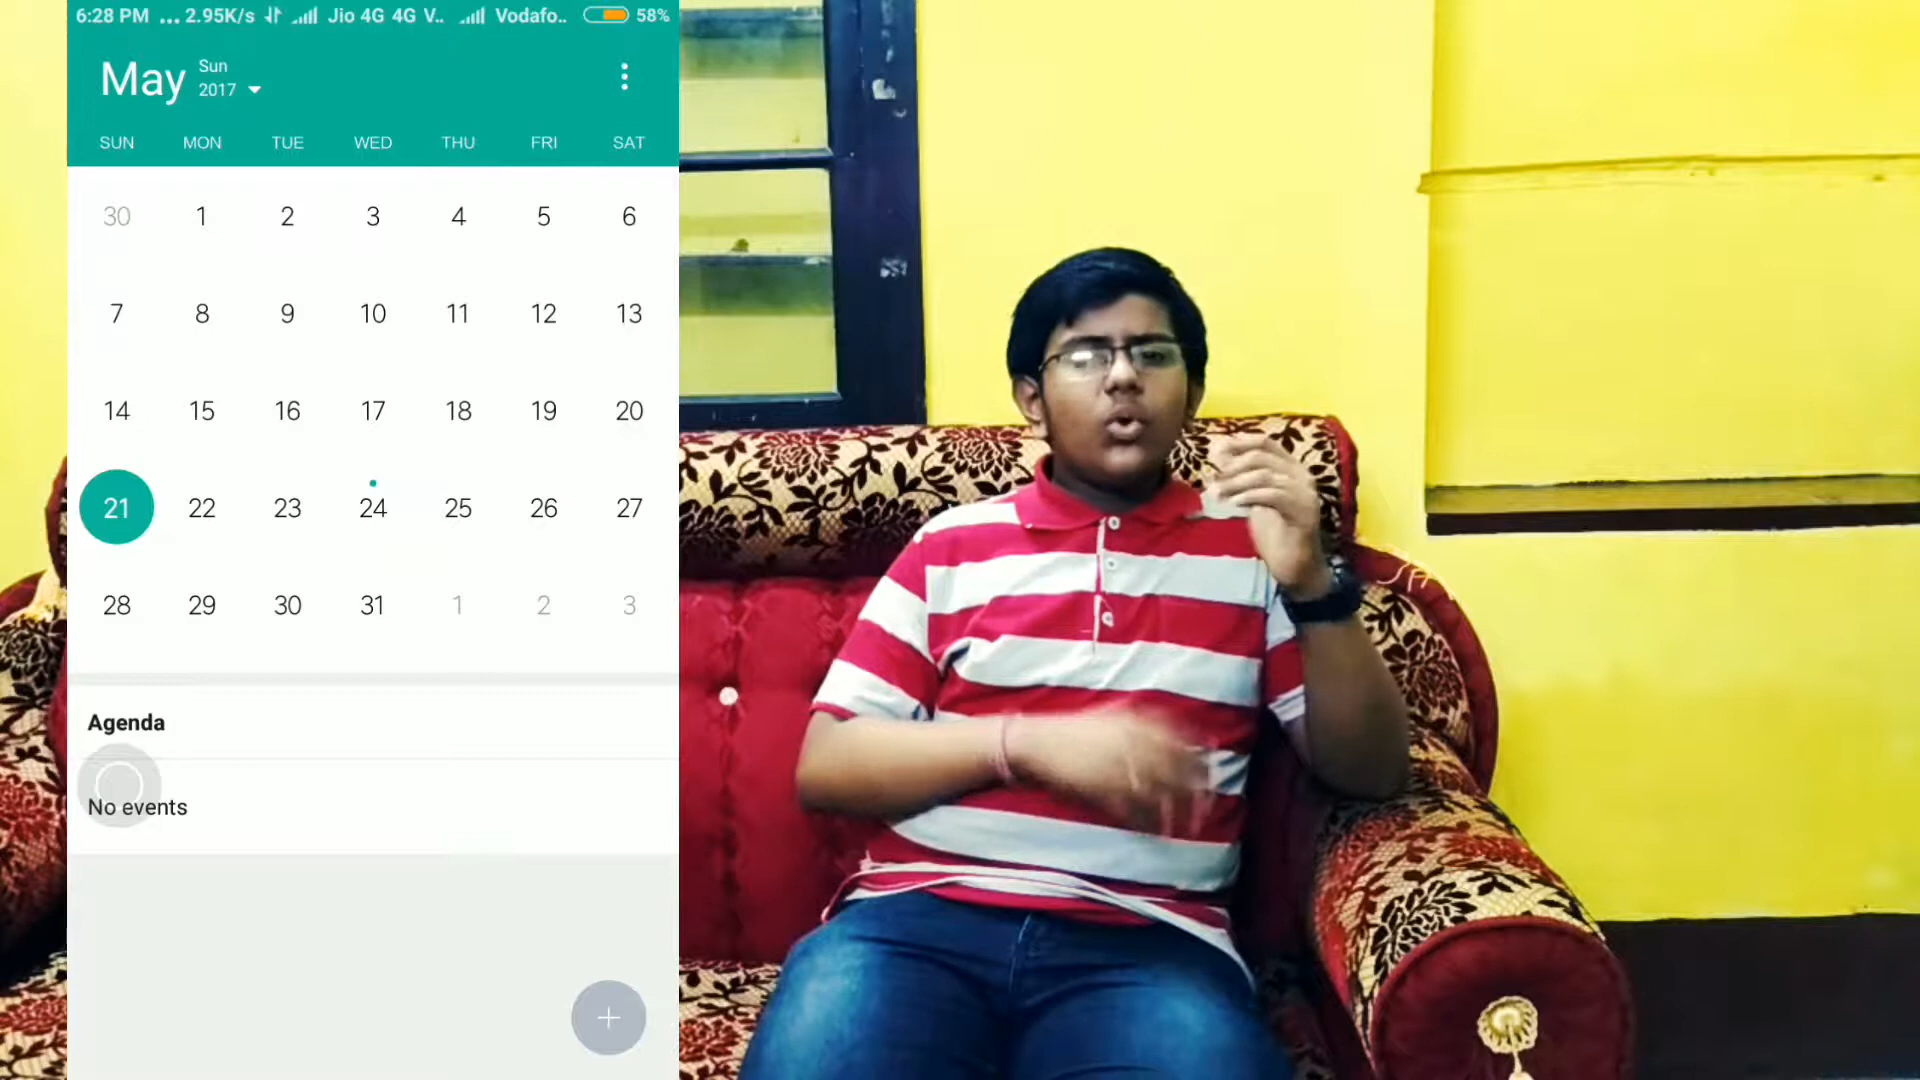 6:28 PM ... 2.95K/s Jio 4G 4G V.. Vodafo.. 58%
May Sun
2017
SUN MON TUE WED THU FRI SAT
30 1 2 3 4 5 6
7 8 9 10 11 12 13
14 15 16 17 18 19 20
21 22 23 24 25 26 27
28 29 30 31 1 2 3
Agenda
No events